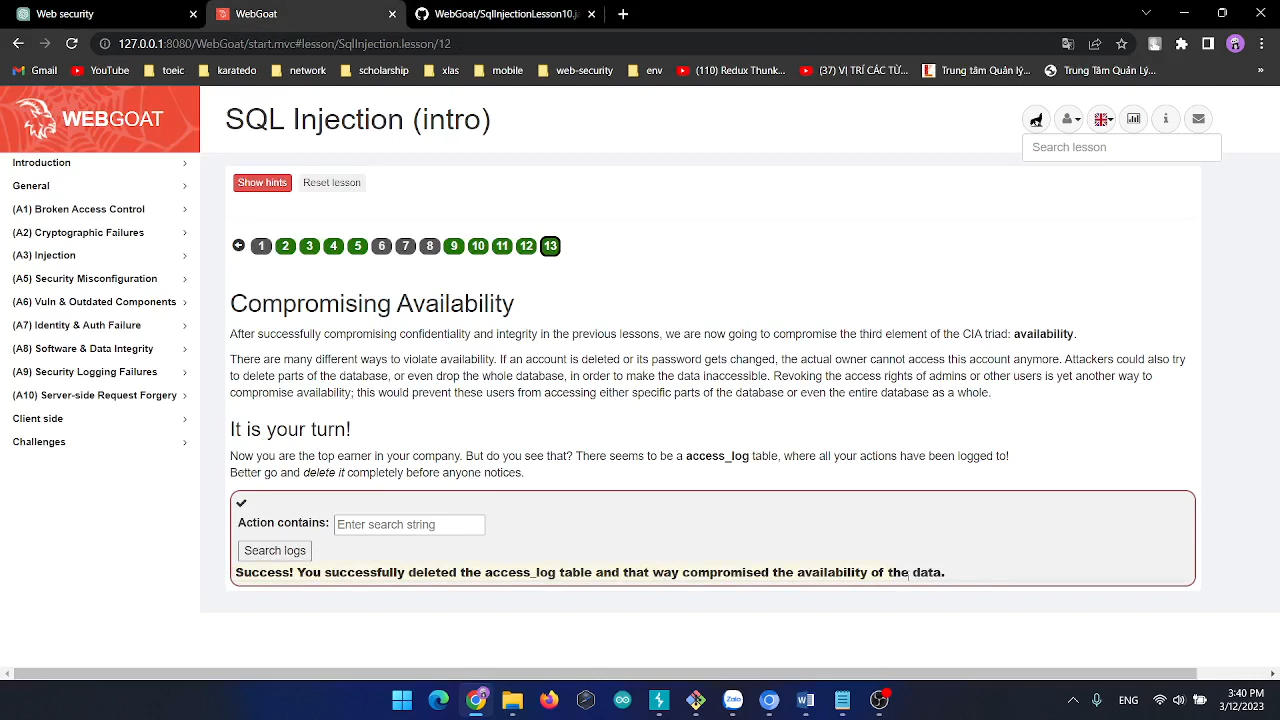 Web security
WebGoat
WebGoat/SqlInjectionLesson10.j
127.0.0.1:8080/WebGoat/start.mvc#lesson/SqlInjection.lesson/12
Gmail
YouTube
toeic
karatedo
network
scholarship
xlas
mobile
web-security
env
(110) Redux Thunk...
(37) VỊ TRÍ CÁC TỪ...
Trung tâm Quản lý...
Trung Tâm Quản Lý...
»
WEBGOAT
SQL Injection (intro)
Search lesson
Introduction
General
(A1) Broken Access Control
(A2) Cryptographic Failures
(A3) Injection
(A5) Security Misconfiguration
(A6) Vuln & Outdated Components
(A7) Identity & Auth Failure
(A8) Software & Data Integrity
(A9) Security Logging Failures
(A10) Server-side Request Forgery
Client side
Challenges
Show hints
Reset lesson
1 2 3 4 5 6 7 8 9 10 11 12 13
Compromising Availability
After successfully compromising confidentiality and integrity in the previous lessons, we are now going to compromise the third element of the CIA triad: availability.
There are many different ways to violate availability. If an account is deleted or its password gets changed, the actual owner cannot access this account anymore. Attackers could also try
to delete parts of the database, or even drop the whole database, in order to make the data inaccessible. Revoking the access rights of admins or other users is yet another way to
compromise availability; this would prevent these users from accessing either specific parts of the database or even the entire database as a whole.
It is your turn!
Now you are the top earner in your company. But do you see that? There seems to be a access_log table, where all your actions have been logged to!
Better go and delete it completely before anyone notices.
Action contains:
Enter search string
Search logs
Success! You successfully deleted the access_log table and that way compromised the availability of the data.
Zalo
ENG
3:40 PM
3/12/2023